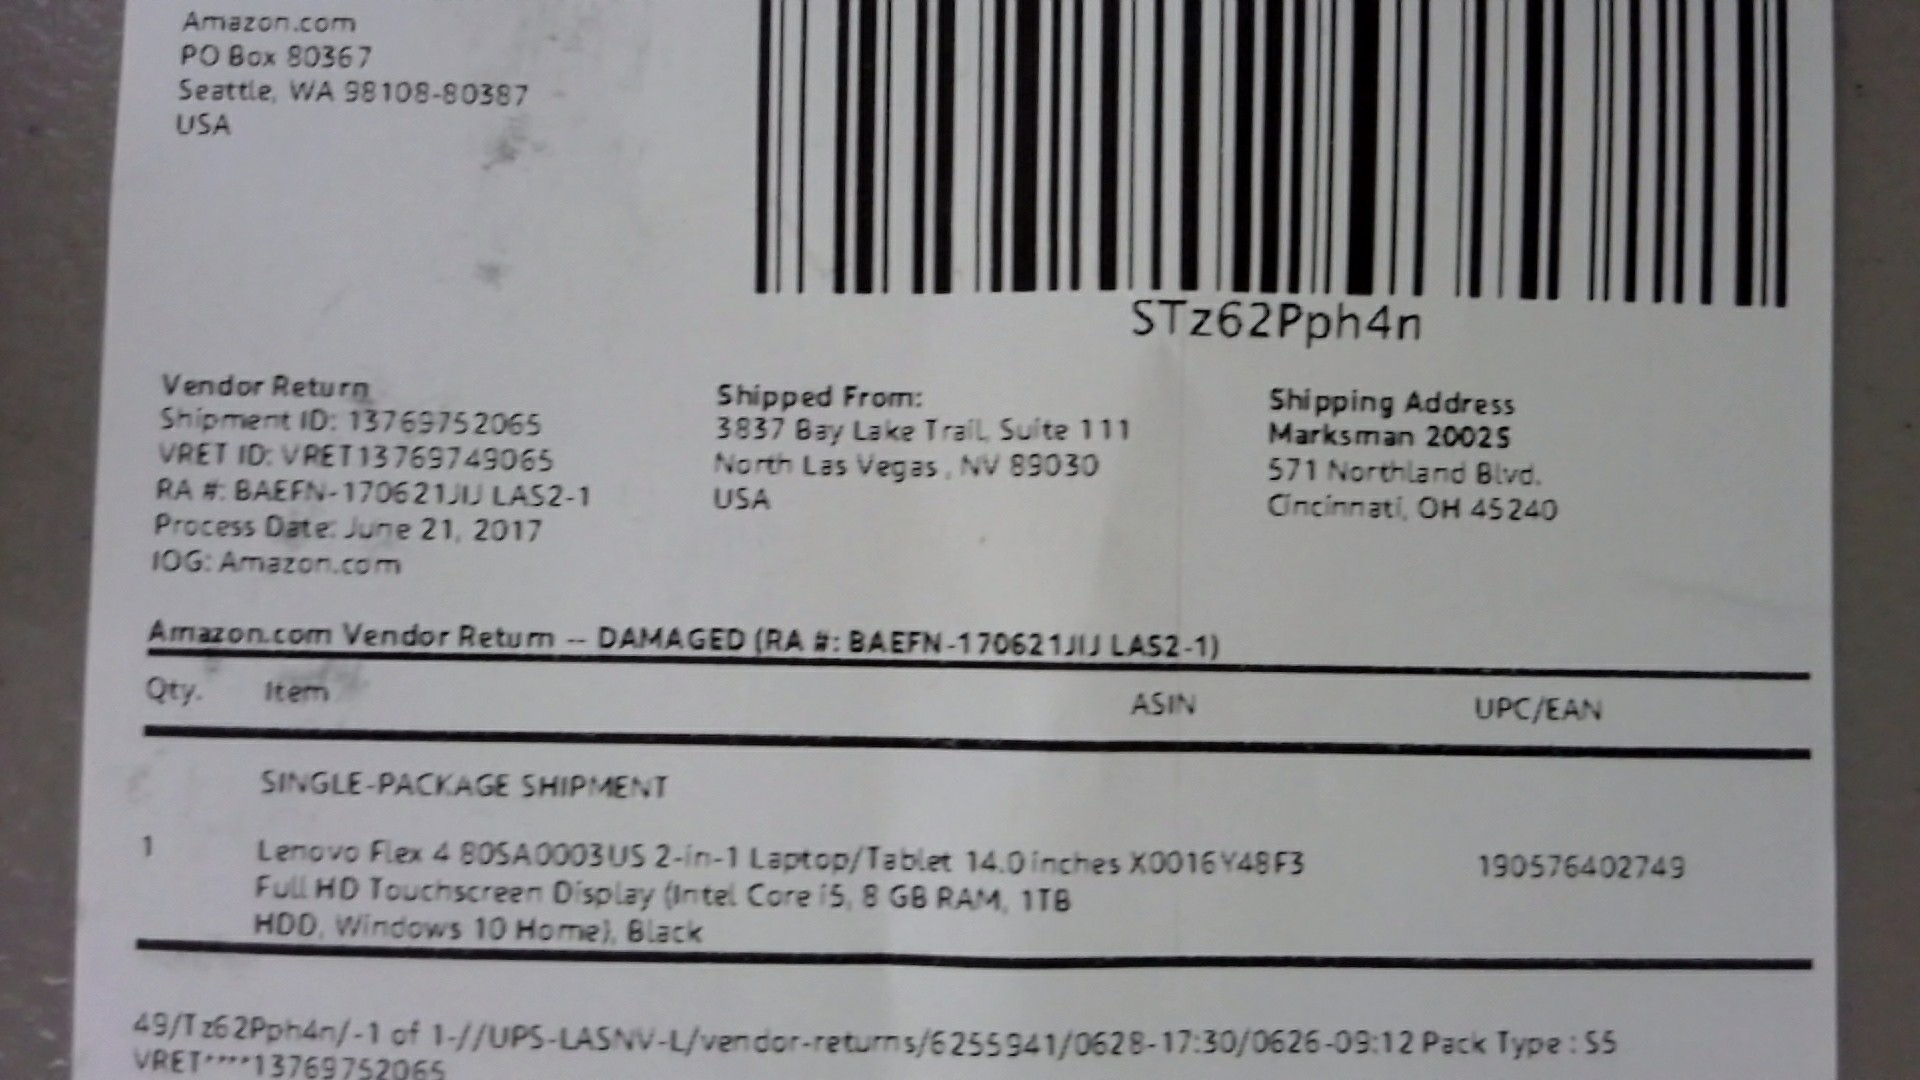 Amazon.com
PO Box 80367
Seattle, WA 98108-80387
USA
STz62Pph4n
Vendor Return
Shipment ID: 13769752065
VRET ID: VRET13769749065
RA #: BAEFN-170621JIJ LAS2-1
Process Date: June 21, 2017
IOG: Amazon.com
Shipped From:
3837 Bay Lake Trail, Suite 111
North Las Vegas , NV 89030
USA
Shipping Address
Marksman 2002S
571 Northland Blvd.
Cincinnati, OH 45240
Amazon.com Vendor Return -- DAMAGED (RA #: BAEFN-170621JIJ LAS2-1)
Qty. Item ASIN UPC/EAN
SINGLE-PACKAGE SHIPMENT
1 Lenovo Flex 4 80SA0003US 2-in-1 Laptop/Tablet 14.0 inches X0016Y48F3 190576402749
Full HD Touchscreen Display (Intel Core i5, 8 GB RAM, 1TB
HDD, Windows 10 Home), Black
49/Tz62Pph4n/-1 of 1-//UPS-LASNV-L/vendor-returns/6255941/0628-17:30/0626-09:12 Pack Type : S5
VRET****13769752065